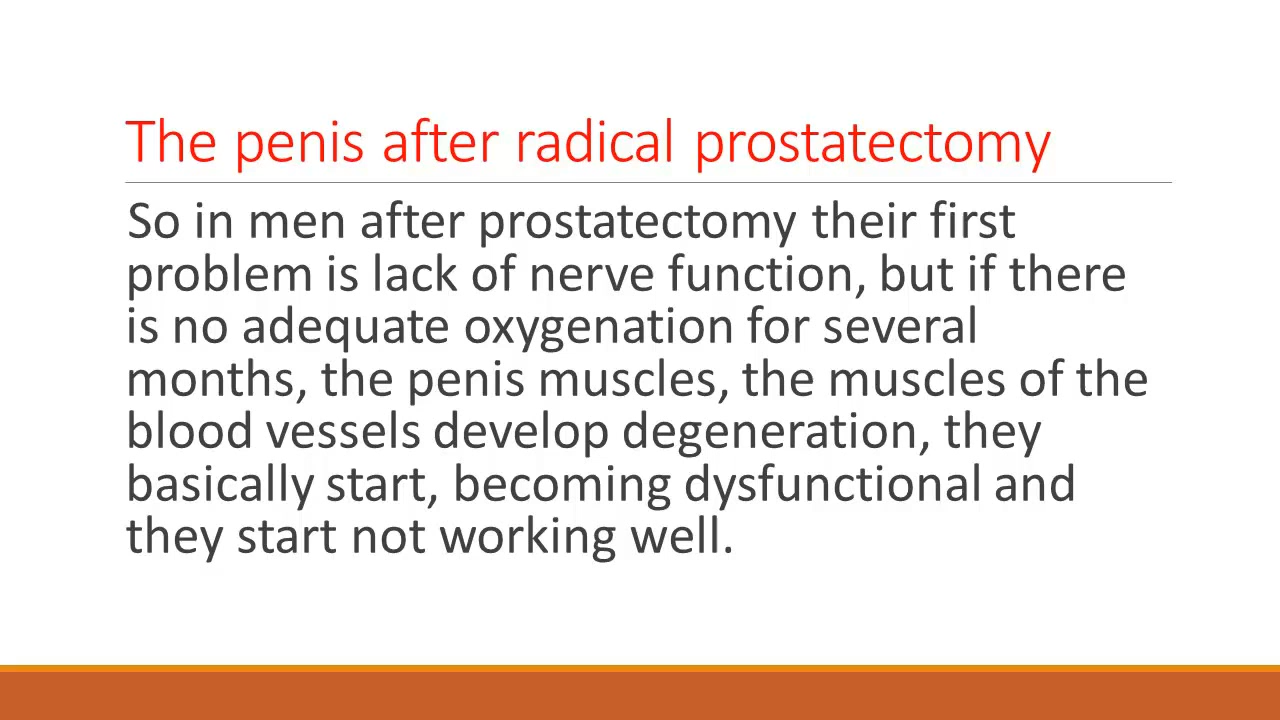 The penis after radical prostatectomy
So in men after prostatectomy their first
problem is lack of nerve function, but if there
is no adequate oxygenation for several
months, the penis muscles, the muscles of the
blood vessels develop degeneration, they
basically start, becoming dysfunctional and
they start not working well.